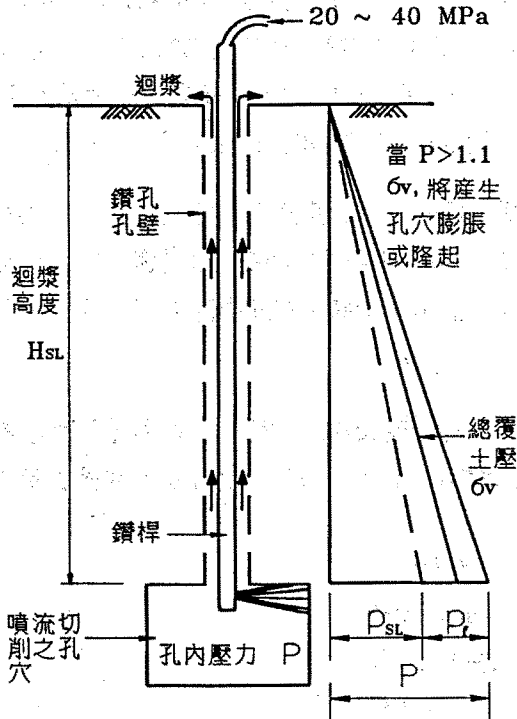 20 ~ 40 MPa
迴漿
當 P>1.1
σv, 將產生
孔穴膨脹
或隆起
鑽孔
孔壁
迴漿
高度
HSL
總覆
土壓
σv
鑽桿
噴流切
削之孔
穴
孔內壓力 P
PSL
Pr
P